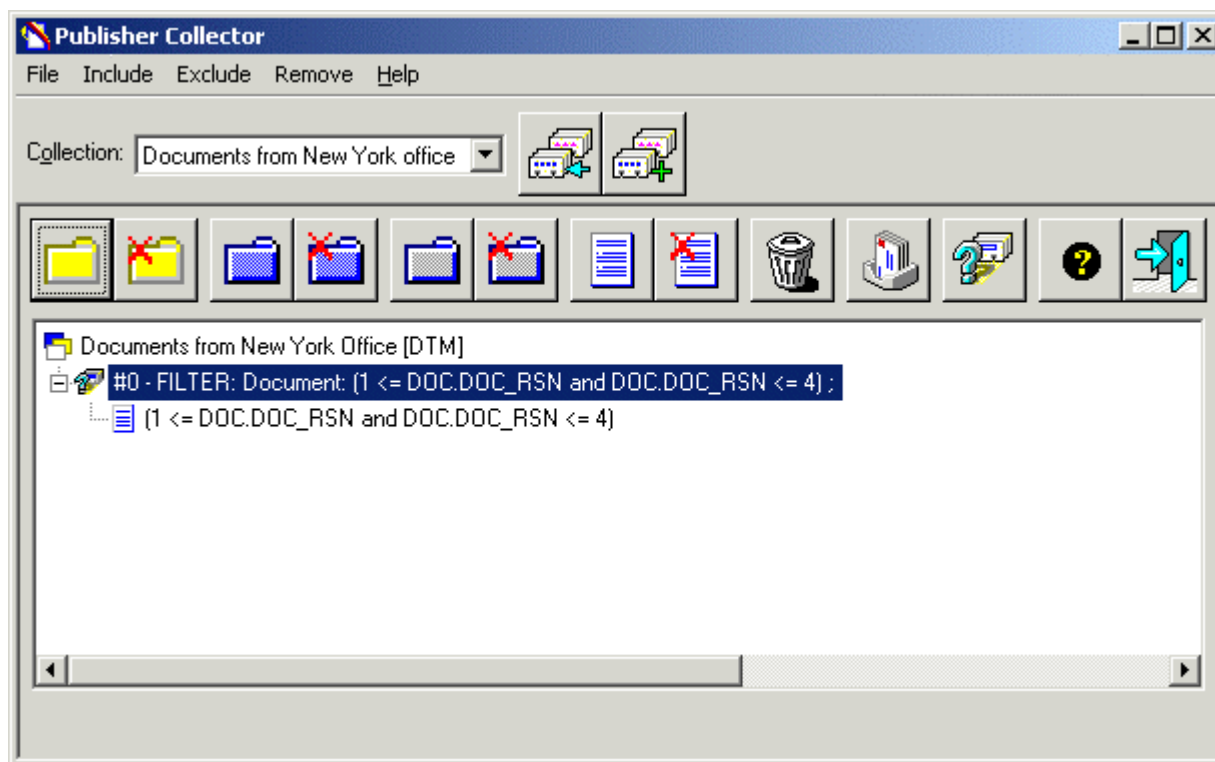 Publisher Collector
File Include Exclude Remove Help
Collection: Documents from New York office
Documents from New York Office [DTM]
#0 - FILTER: Document: (1 <= DOC.DOC_RSN and DOC.DOC_RSN <= 4) ;
(1 <= DOC.DOC_RSN and DOC.DOC_RSN <= 4)